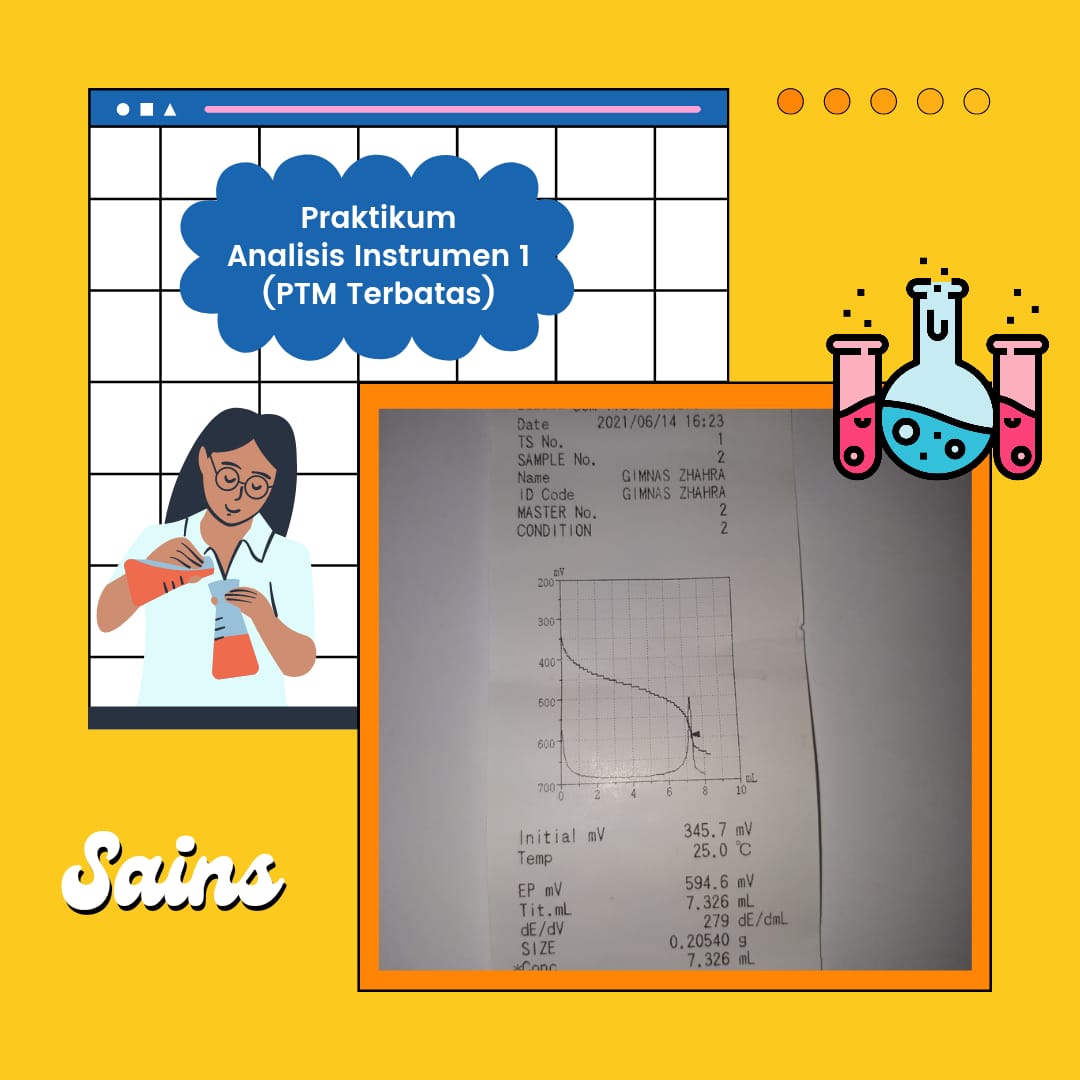 Praktikum
Analisis Instrumen 1
(PTM Terbatas)
Date 2021/06/14 16:23
TS No. 1
SAMPLE No. 2
Name GIMNAS ZHAHRA
ID Code GIMNAS ZHAHRA
MASTER No. 2
CONDITION 2
mV
200
300
400
500
600
700
0 2 4 6 8 10
mL
Initial mV 345.7 mV
Temp 25.0 ℃
EP mV 594.6 mV
Tit.mL 7.326 mL
dE/dV 279 dE/dmL
SIZE 0.20540 g
*Conc 7.326 mL
Sains